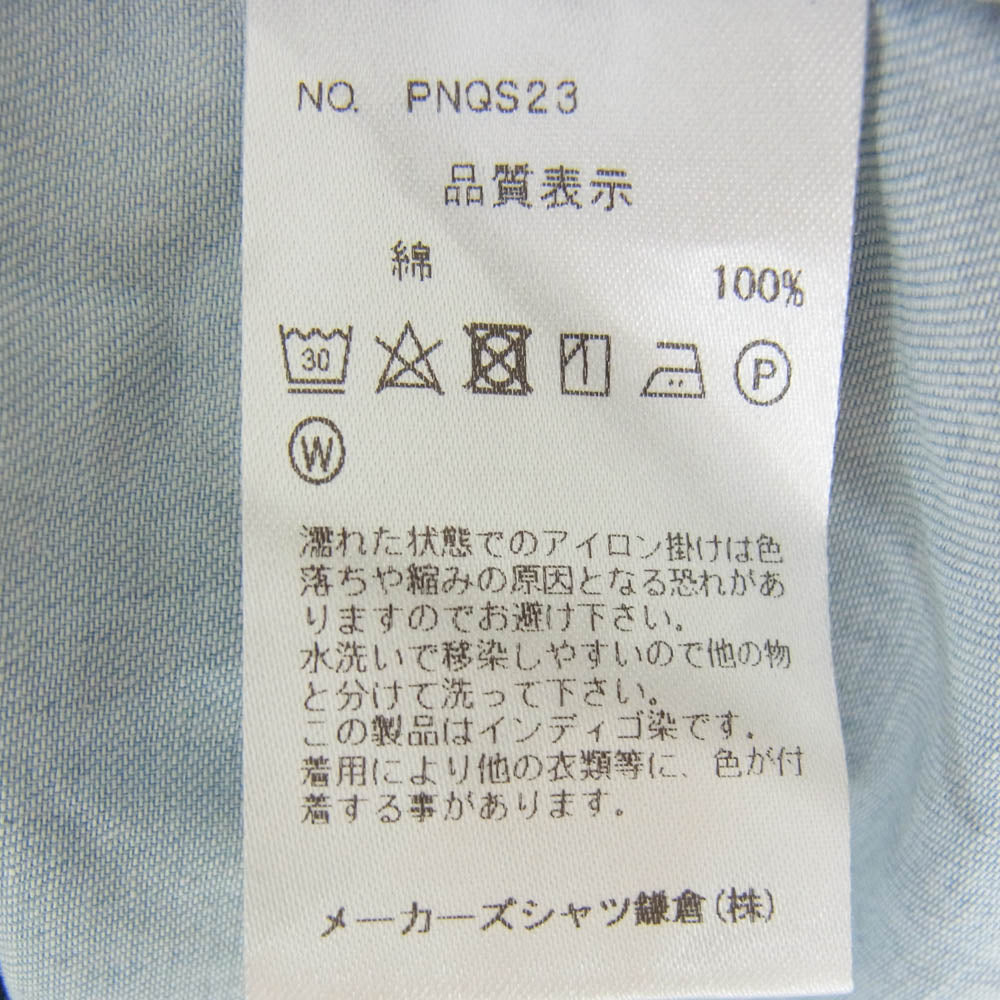 NO. PNQS23
品質表示
綿 100%
30 P
W
濡れた状態でのアイロン掛けは色
落ちや縮みの原因となる恐れがあ
りますのでお避け下さい。
水洗いで移染しやすいので他の物
と分けて洗って下さい。
この製品はインディゴ染です。
着用により他の衣類等に、色が付
着する事があります。
メーカーズシャツ鎌倉(株)